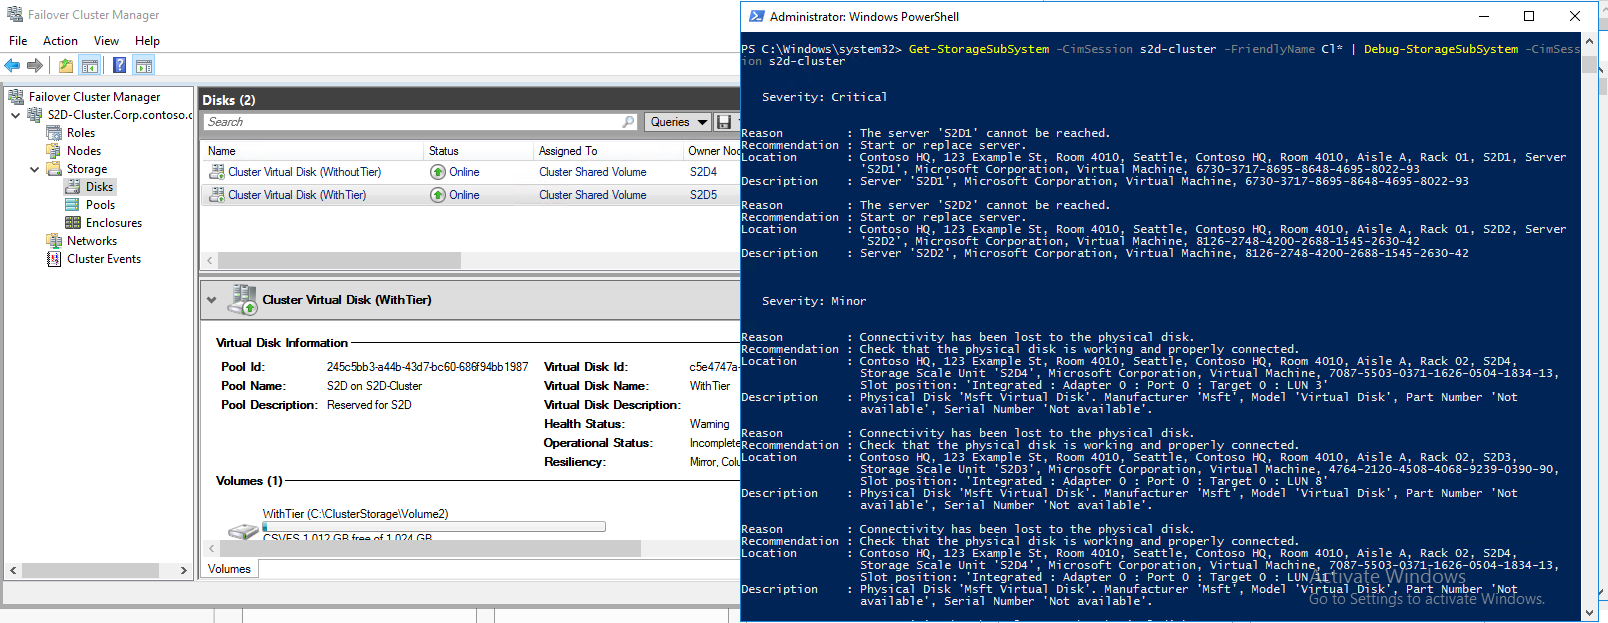 Failover Cluster Manager
File Action View Help
Failover Cluster Manager
S2D-Cluster.Corp.contoso.c
Roles
Nodes
Storage
Disks
Pools
Enclosures
Networks
Cluster Events
Disks (2)
Search
Queries
Name Status Assigned To Owner Noc
Cluster Virtual Disk (WithoutTier) Online Cluster Shared Volume S2D4
Cluster Virtual Disk (WithTier) Online Cluster Shared Volume S2D5
Cluster Virtual Disk (WithTier)
Virtual Disk Information
Pool Id: 245c5bb3-a44b-43d7-bc60-686f94bb1987 Virtual Disk Id: c5e4747a-
Pool Name: S2D on S2D-Cluster Virtual Disk Name: WithTier
Pool Description: Reserved for S2D Virtual Disk Description:
Health Status: Warning
Operational Status: Incomplete
Resiliency: Mirror, Colu
Volumes (1)
WithTier (C:\ClusterStorage\Volume2)
CSVFS 1,012 GB free of 1,024 GB
Volumes
Administrator: Windows PowerShell
PS C:\Windows\system32> Get-StorageSubSystem -CimSession s2d-cluster -FriendlyName Cl* | Debug-StorageSubSystem -CimSess
ion s2d-cluster
Severity: Critical
Reason : The server 'S2D1' cannot be reached.
Recommendation : Start or replace server.
Location : Contoso HQ, 123 Example St, Room 4010, Seattle, Contoso HQ, Room 4010, Aisle A, Rack 01, S2D1, Server
'S2D1', Microsoft Corporation, Virtual Machine, 6730-3717-8695-8648-4695-8022-93
Description : Server 'S2D1', Microsoft Corporation, Virtual Machine, 6730-3717-8695-8648-4695-8022-93
Reason : The server 'S2D2' cannot be reached.
Recommendation : Start or replace server.
Location : Contoso HQ, 123 Example St, Room 4010, Seattle, Contoso HQ, Room 4010, Aisle A, Rack 01, S2D2, Server
'S2D2', Microsoft Corporation, Virtual Machine, 8126-2748-4200-2688-1545-2630-42
Description : Server 'S2D2', Microsoft Corporation, Virtual Machine, 8126-2748-4200-2688-1545-2630-42
Severity: Minor
Reason : Connectivity has been lost to the physical disk.
Recommendation : Check that the physical disk is working and properly connected.
Location : Contoso HQ, 123 Example St, Room 4010, Seattle, Contoso HQ, Room 4010, Aisle A, Rack 02, S2D4,
Storage Scale Unit 'S2D4', Microsoft Corporation, Virtual Machine, 7087-5503-0371-1626-0504-1834-13,
Slot position: 'Integrated : Adapter 0 : Port 0 : Target 0 : LUN 3'
Description : Physical Disk 'Msft Virtual Disk'. Manufacturer 'Msft', Model 'Virtual Disk', Part Number 'Not
available', Serial Number 'Not available'.
Reason : Connectivity has been lost to the physical disk.
Recommendation : Check that the physical disk is working and properly connected.
Location : Contoso HQ, 123 Example St, Room 4010, Seattle, Contoso HQ, Room 4010, Aisle A, Rack 02, S2D3,
Storage Scale Unit 'S2D3', Microsoft Corporation, Virtual Machine, 4764-2120-4508-4068-9239-0390-90,
Slot position: 'Integrated : Adapter 0 : Port 0 : Target 0 : LUN 8'
Description : Physical Disk 'Msft Virtual Disk'. Manufacturer 'Msft', Model 'Virtual Disk', Part Number 'Not
available', Serial Number 'Not available'.
Reason : Connectivity has been lost to the physical disk.
Recommendation : Check that the physical disk is working and properly connected.
Location : Contoso HQ, 123 Example St, Room 4010, Seattle, Contoso HQ, Room 4010, Aisle A, Rack 02, S2D4,
Storage Scale Unit 'S2D4', Microsoft Corporation, Virtual Machine, 7087-5503-0371-1626-0504-1834-13,
Slot position: 'Integrated : Adapter 0 : Port 0 : Target 0 : LUN 11'
Description : Physical Disk 'Msft Virtual Disk'. Manufacturer 'Msft', Model 'Virtual Disk', Part Number 'Not
available', Serial Number 'Not available'.
Activate Windows
Go to Settings to activate Windows.